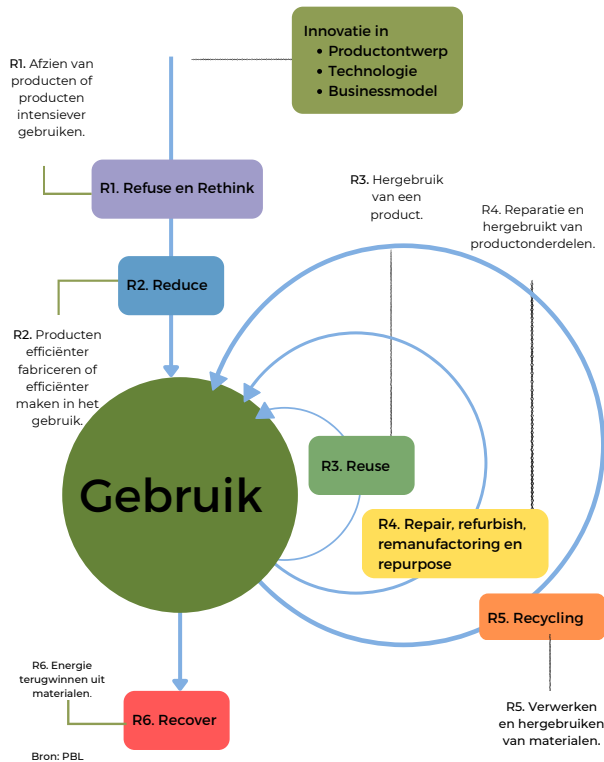 Innovatie in
• Productontwerp
• Technologie
• Businessmodel
R1. Afzien van
producten of
producten
intensiever
gebruiken.
R1. Refuse en Rethink
R3. Hergebruik
van een
product.
R4. Reparatie en
hergebruikt van
productonderdelen.
R2. Reduce
R2. Producten
efficiënter
fabriceren of
efficiënter
maken in het
gebruik.
Gebruik
R3. Reuse
R4. Repair, refurbish,
remanufactoring en
repurpose
R5. Recycling
R6. Energie
terugwinnen uit
materialen.
R6. Recover
R5. Verwerken
en hergebruiken
van materialen.
Bron: PBL